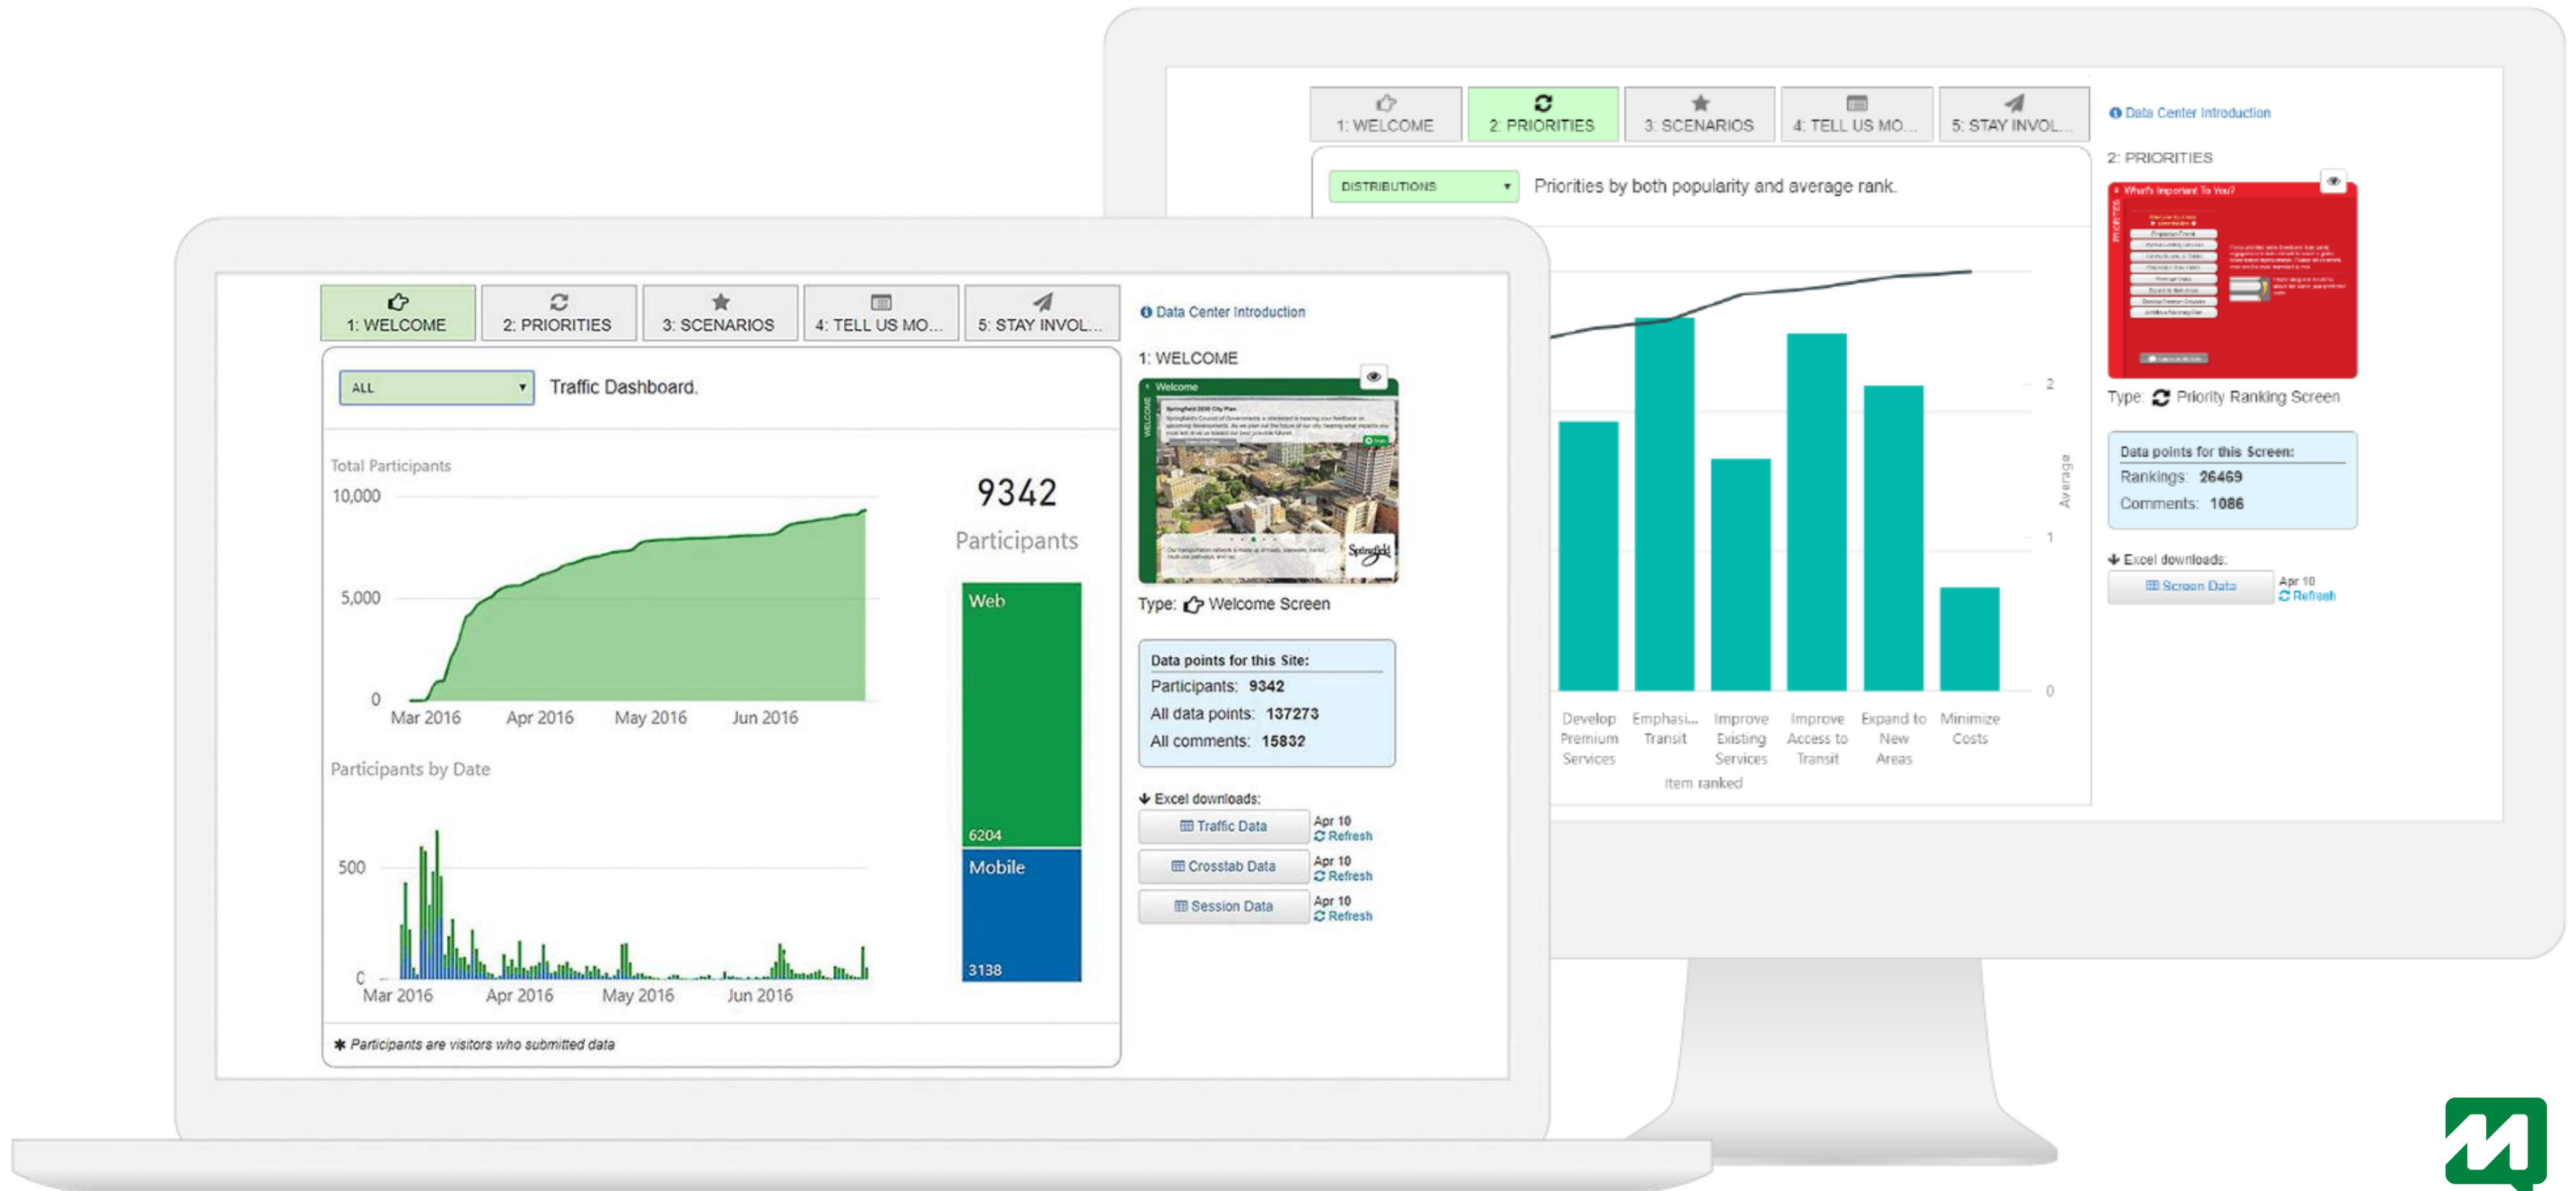 1: WELCOME
2: PRIORITIES
3: SCENARIOS
4: TELL US MO...
5: STAY INVOL...
ALL
Traffic Dashboard.
Total Participants
10,000
5,000
0
Mar 2016
Apr 2016
May 2016
Jun 2016
9342
Participants
Web
6204
Mobile
3138
Participants by Date
500
0
Mar 2016
Apr 2016
May 2016
Jun 2016
✱ Participants are visitors who submitted data
Data Center Introduction
1: WELCOME
Welcome
WELCOME
Springfield 2030 City Plan
Springfield
Type: Welcome Screen
Data points for this Site:
Participants: 9342
All data points: 137273
All comments: 15832
Excel downloads:
Traffic Data
Apr 10
Refresh
Crosstab Data
Apr 10
Refresh
Session Data
Apr 10
Refresh
1: WELCOME
2: PRIORITIES
3: SCENARIOS
4: TELL US MO...
5: STAY INVOL...
DISTRIBUTIONS
Priorities by both popularity and average rank.
2
1
0
Average
Develop Premium Services
Emphasi... Transit
Improve Existing Services
Improve Access to Transit
Expand to New Areas
Minimize Costs
Item ranked
Data Center Introduction
2: PRIORITIES
What's Important To You?
PRIORITIES
Type: Priority Ranking Screen
Data points for this Screen:
Rankings: 26469
Comments: 1086
Excel downloads:
Screen Data
Apr 10
Refresh